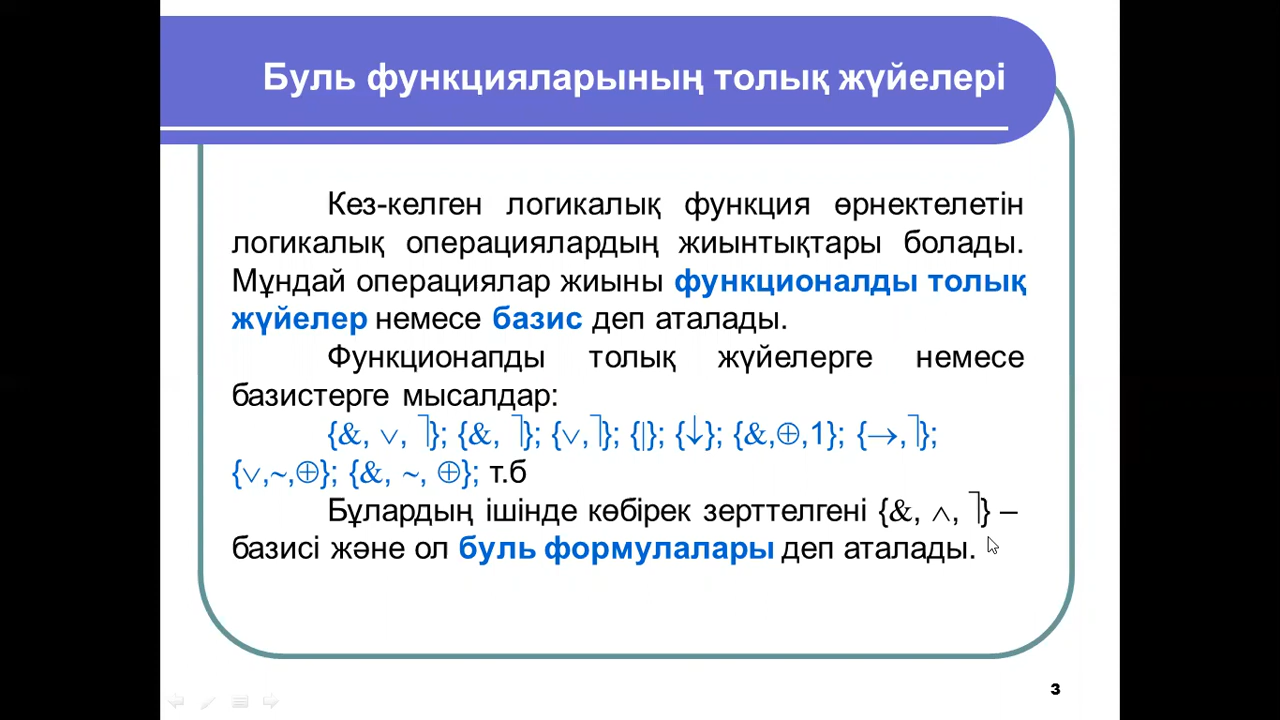 Буль функцияларының толық жүйелері
Кез-келген логикалық функция өрнектелетін
логикалық операциялардың жиынтықтары болады.
Мұндай операциялар жиыны функционалды толық
жүйелер немесе базис деп аталады.
Функционапды толық жүйелерге немесе
базистерге мысалдар:
{&, ∨, ⏋}; {&, ⏋}; {∨,⏋}; {|}; {↓}; {&,⊕,1}; {→,⏋};
{∨,~,⊕}; {&, ~, ⊕}; т.б
Бұлардың ішінде көбірек зерттелгені {&, ∧, ⏋} –
базисі және ол буль формулалары деп аталады.
3